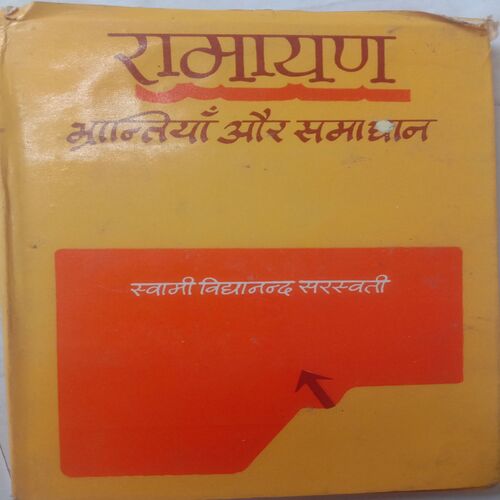 रामायण
भ्रान्तियाँ और समाधान
स्वामी विद्यानन्द सरस्वती